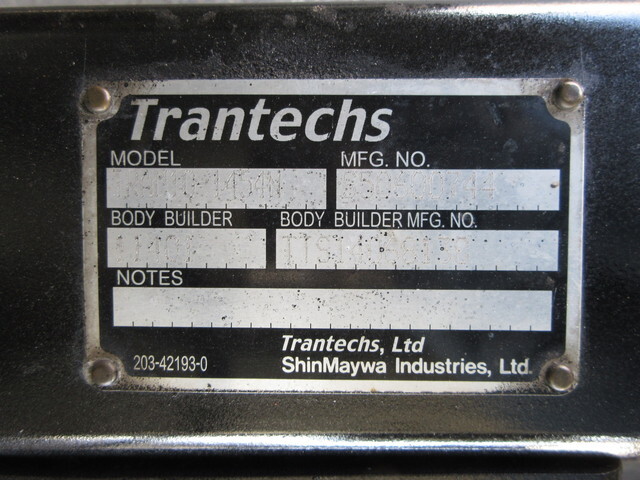 Trantechs
MODEL MFG. NO.
BODY BUILDER BODY BUILDER MFG. NO.
NOTES
Trantechs, Ltd
203-42193-0 ShinMaywa Industries, Ltd.